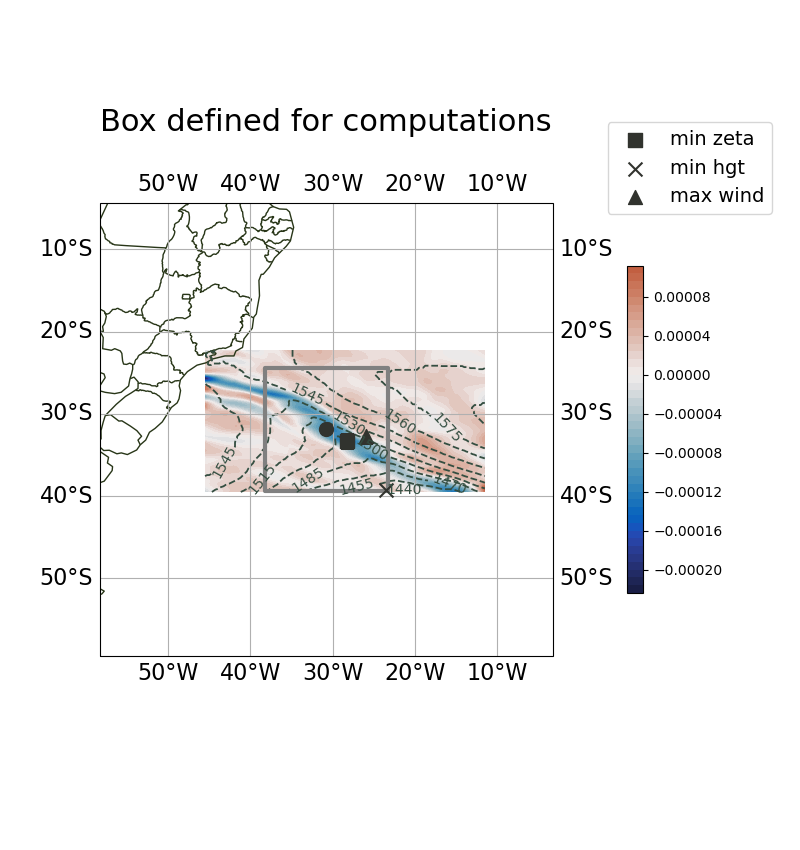 Box defined for computations
min zeta
min hgt
max wind
50°W 40°W 30°W 20°W 10°W
10°S 10°S
20°S 20°S
30°S 30°S
40°S 40°S
50°S 50°S
50°W 40°W 30°W 20°W 10°W
0.00008
0.00004
0.00000
−0.00004
−0.00008
−0.00012
−0.00016
−0.00020
1545
1530
1560
1575
1545
1515
1485
1455
1440
1470